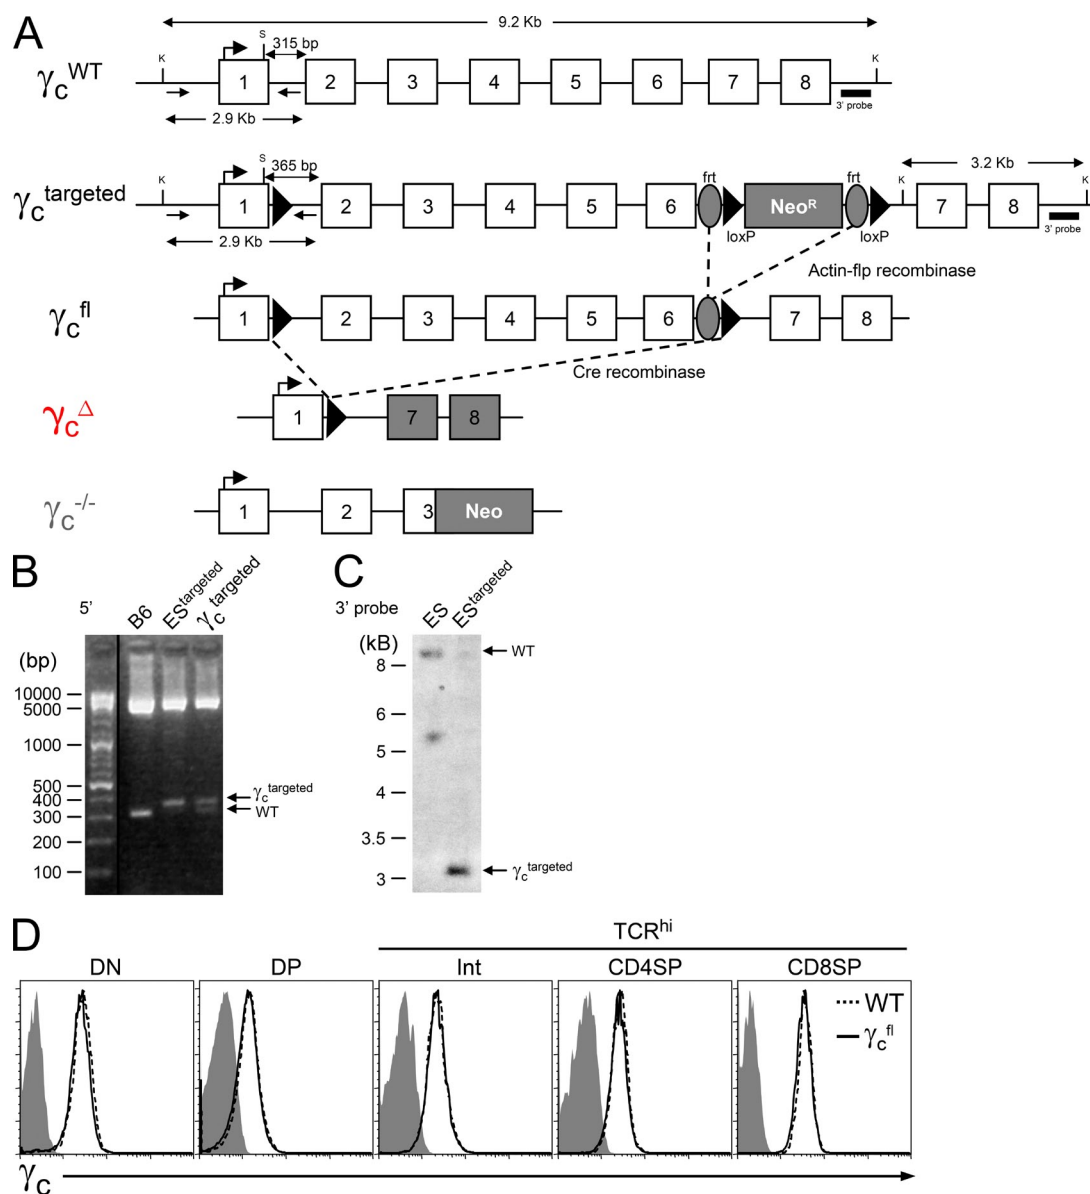 A
9.2 Kb
K S 315 bp K
γc WT 1 2 3 4 5 6 7 8
3' probe
2.9 Kb
S 365 bp frt frt K 3.2 Kb K
K
γc targeted 1 2 3 4 5 6 Neo R 7 8
loxP loxP 3' probe
2.9 Kb
Actin-flp recombinase
γc fl 1 2 3 4 5 6 7 8
Cre recombinase
γc Δ 1 7 8
γc -/- 1 2 3 Neo
B
5' B6 ES targeted γc targeted
(bp)
10000
5000
1000
500
400
300
200
100
γc targeted
WT
C
3' probe ES ES targeted
(kB)
8
6
5
4
3.5
3
WT
γc targeted
D
TCR hi
DN DP Int CD4SP CD8SP
WT
γc fl
γc